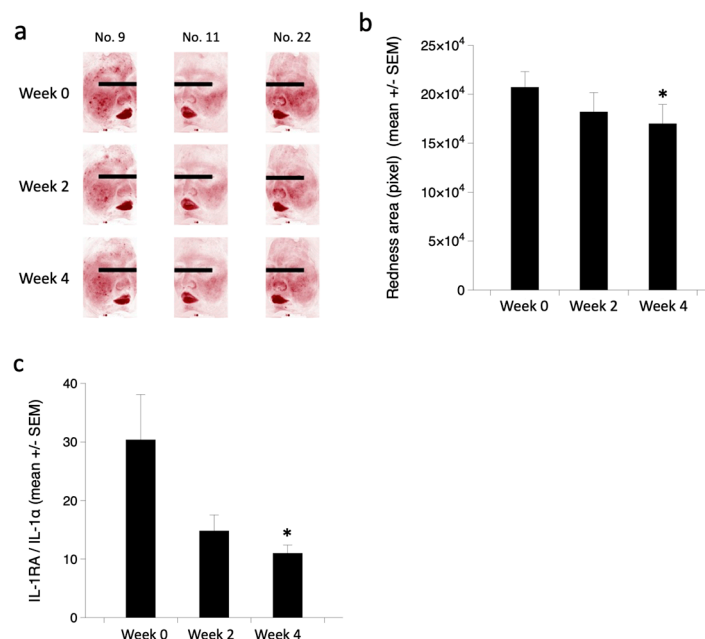 a
No. 9 No. 11 No. 22
Week 0
Week 2
Week 4
b
Redness area (pixel) (mean +/- SEM)
25×10⁴
20×10⁴
15×10⁴
10×10⁴
5×10⁴
0
*
Week 0 Week 2 Week 4
c
IL-1RA / IL-1α (mean +/- SEM)
40
30
20
10
0
*
Week 0 Week 2 Week 4